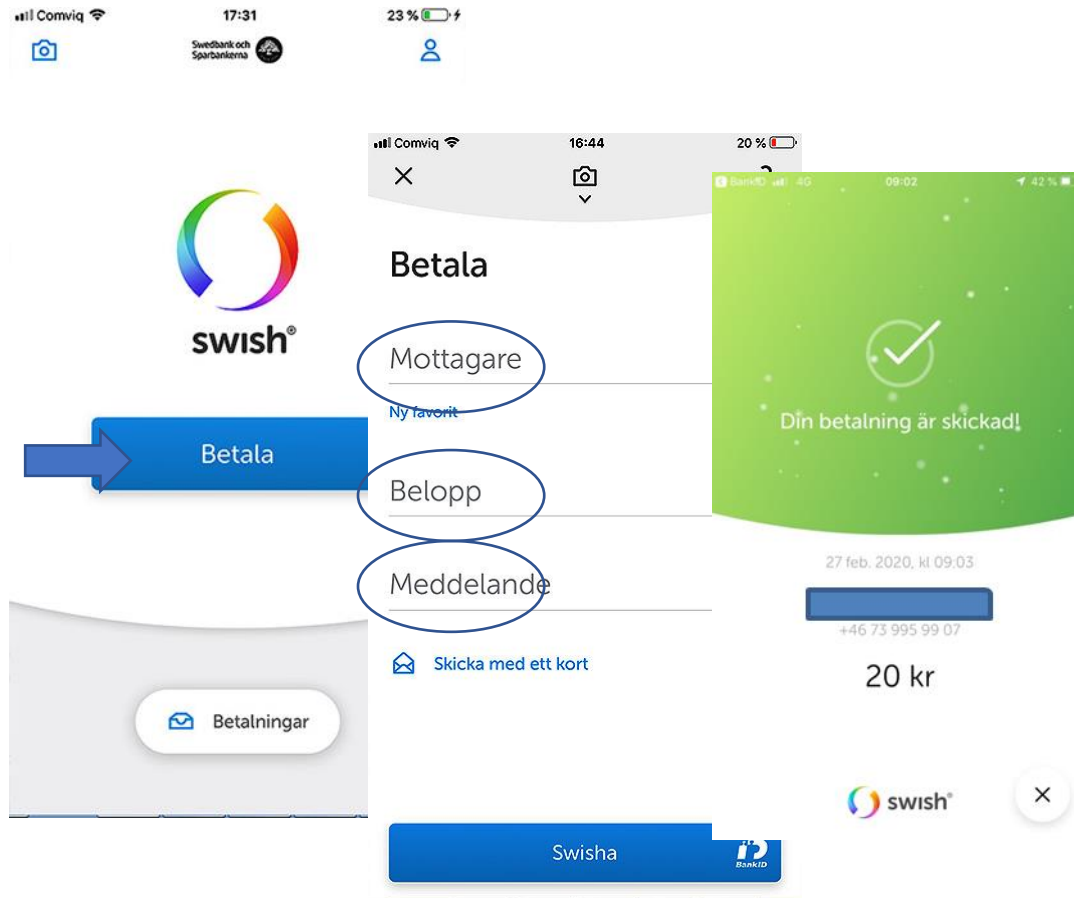 Comviq 17:31 23 %
Swedbank och
Sparbankerna
swish®
Betala
Betalningar
Comviq 16:44 20 %
Betala
Mottagare
Ny favorit
Belopp
Meddelande
Skicka med ett kort
Swisha
BankID
BankID 4G 09:02 42 %
Din betalning är skickad!
27 feb. 2020, kl 09:03
+46 73 995 99 07
20 kr
swish®